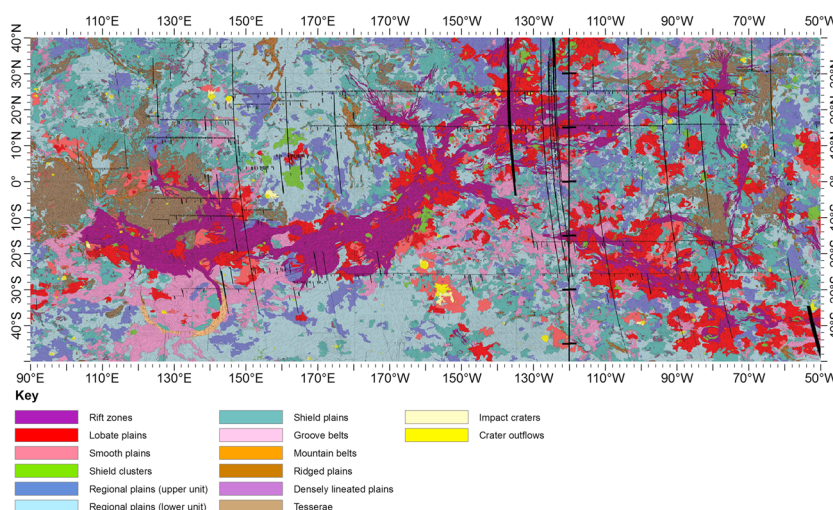 110°E 130°E 150°E 170°E 170°W 150°W 130°W 110°W 90°W 70°W 50°W
40°N
30°N
20°N
10°N
0°
10°S
20°S
30°S
40°S
90°E 110°E 130°E 150°E 170°E 170°W 150°W 130°W 110°W 90°W 70°W 50°W
Key
Rift zones
Lobate plains
Smooth plains
Shield clusters
Regional plains (upper unit)
Regional plains (lower unit)
Shield plains
Groove belts
Mountain belts
Ridged plains
Densely lineated plains
Tesserae
Impact craters
Crater outflows